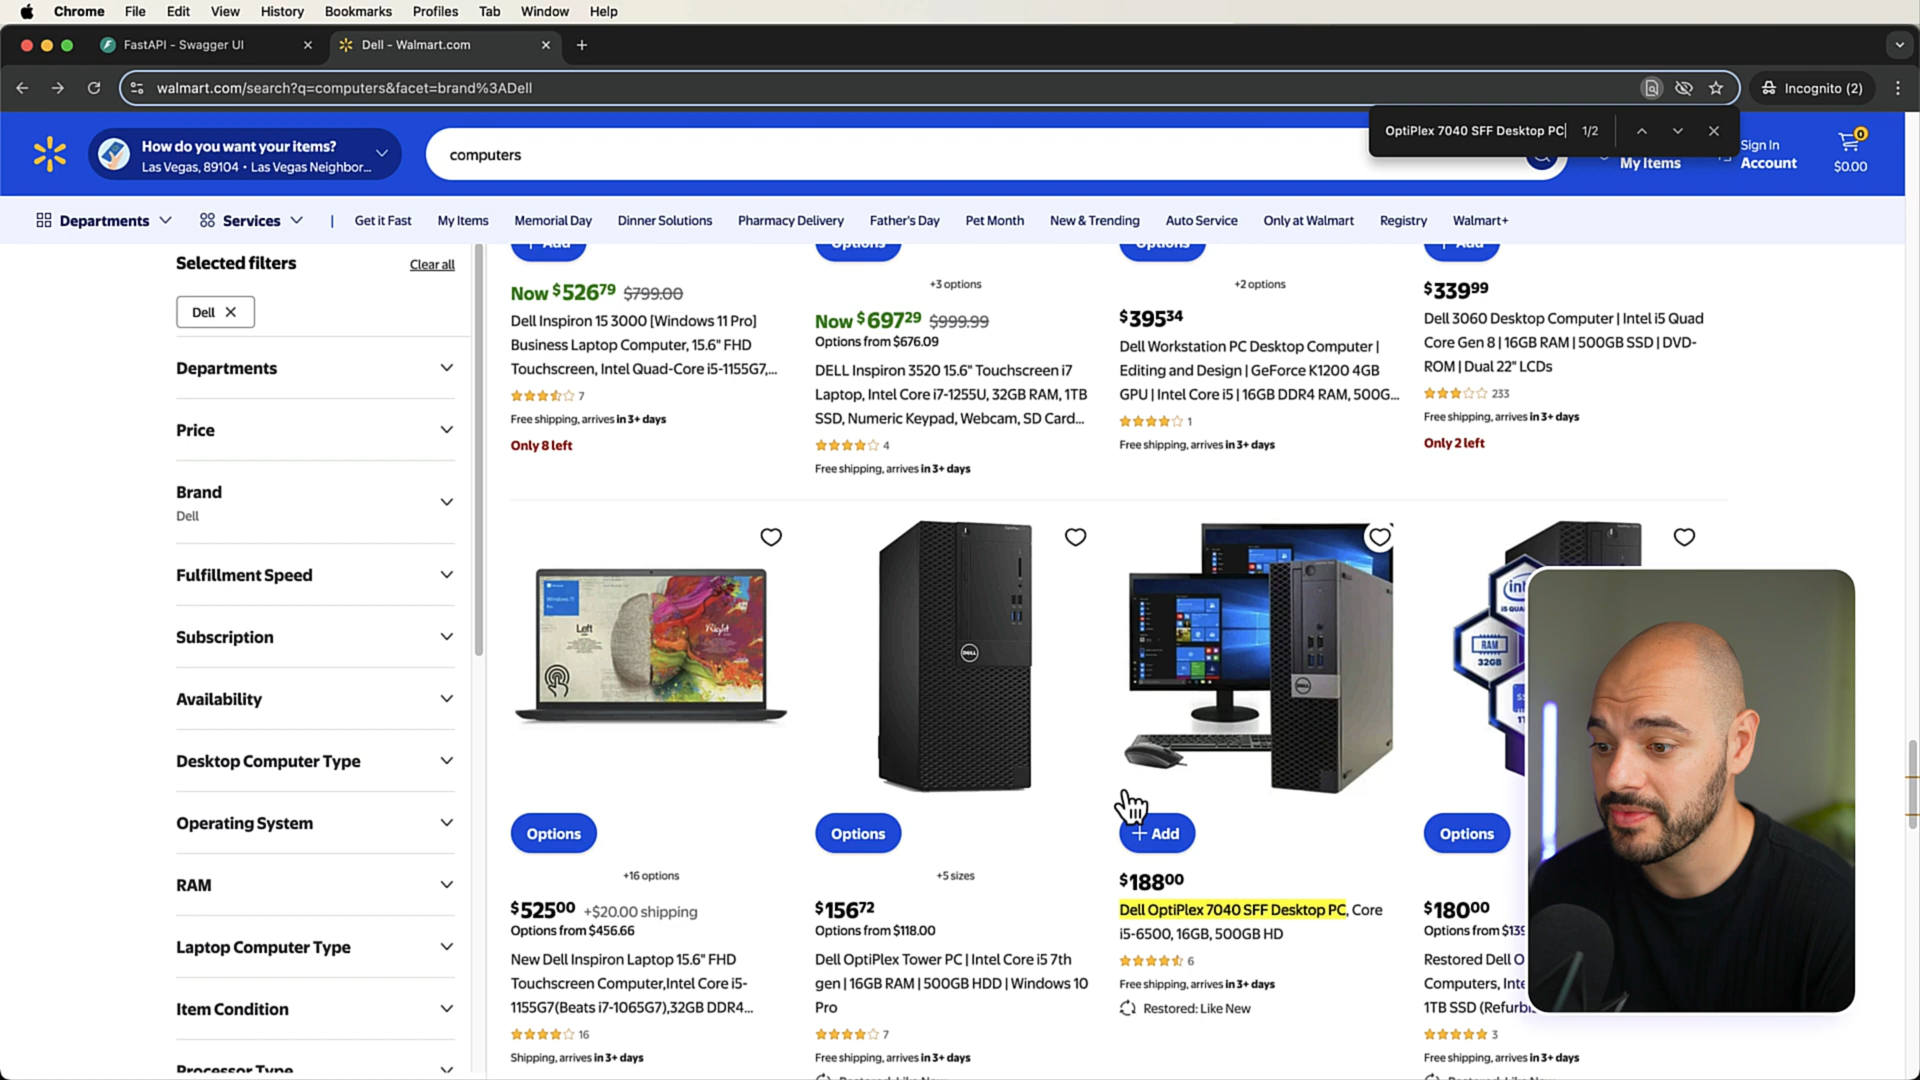 Chrome File Edit View History Bookmarks Profiles Tab Window Help
FastAPI - Swagger UI
Dell - Walmart.com
walmart.com/search?q=computers&facet=brand%3ADell
Incognito (2)
OptiPlex 7040 SFF Desktop PC 1/2
How do you want your items?
Las Vegas, 89104 • Las Vegas Neighbor...
computers
My Items
Sign In
Account
0
$0.00
Departments
Services
Get it Fast
My Items
Memorial Day
Dinner Solutions
Pharmacy Delivery
Father's Day
Pet Month
New & Trending
Auto Service
Only at Walmart
Registry
Walmart+
Selected filters
Clear all
Dell
Departments
Price
Brand
Dell
Fulfillment Speed
Subscription
Availability
Desktop Computer Type
Operating System
RAM
Laptop Computer Type
Item Condition
Processor Type
+ Add
Now $526.79 $799.00
Dell Inspiron 15 3000 [Windows 11 Pro]
Business Laptop Computer, 15.6" FHD
Touchscreen, Intel Quad-Core i5-1155G7,...
7
Free shipping, arrives in 3+ days
Only 8 left
Options
+3 options
Now $697.29 $999.99
Options from $676.09
DELL Inspiron 3520 15.6" Touchscreen i7
Laptop, Intel Core i7-1255U, 32GB RAM, 1TB
SSD, Numeric Keypad, Webcam, SD Card...
4
Free shipping, arrives in 3+ days
Options
+2 options
$395.34
Dell Workstation PC Desktop Computer |
Editing and Design | GeForce K1200 4GB
GPU | Intel Core i5 | 16GB DDR4 RAM, 500G...
1
Free shipping, arrives in 3+ days
+ Add
$339.99
Dell 3060 Desktop Computer | Intel i5 Quad
Core Gen 8 | 16GB RAM | 500GB SSD | DVD-
ROM | Dual 22" LCDs
233
Free shipping, arrives in 3+ days
Only 2 left
Left
Right
Options
+16 options
$525.00 +$20.00 shipping
Options from $456.66
New Dell Inspiron Laptop 15.6" FHD
Touchscreen Computer,Intel Core i5-
1155G7(Beats i7-1065G7),32GB DDR4...
16
Shipping, arrives in 3+ days
DELL
Options
+5 sizes
$156.72
Options from $118.00
Dell OptiPlex Tower PC | Intel Core i5 7th
gen | 16GB RAM | 500GB HDD | Windows 10
Pro
7
Free shipping, arrives in 3+ days
Restored: Like New
DELL
+ Add
$188.00
Dell OptiPlex 7040 SFF Desktop PC, Core
i5-6500, 16GB, 500GB HD
6
Free shipping, arrives in 3+ days
Restored: Like New
RAM
32GB
Options
$180.00
Options from
Restored Dell
Computers,
1TB SSD
3
Free shipping, arrives in 3+ days